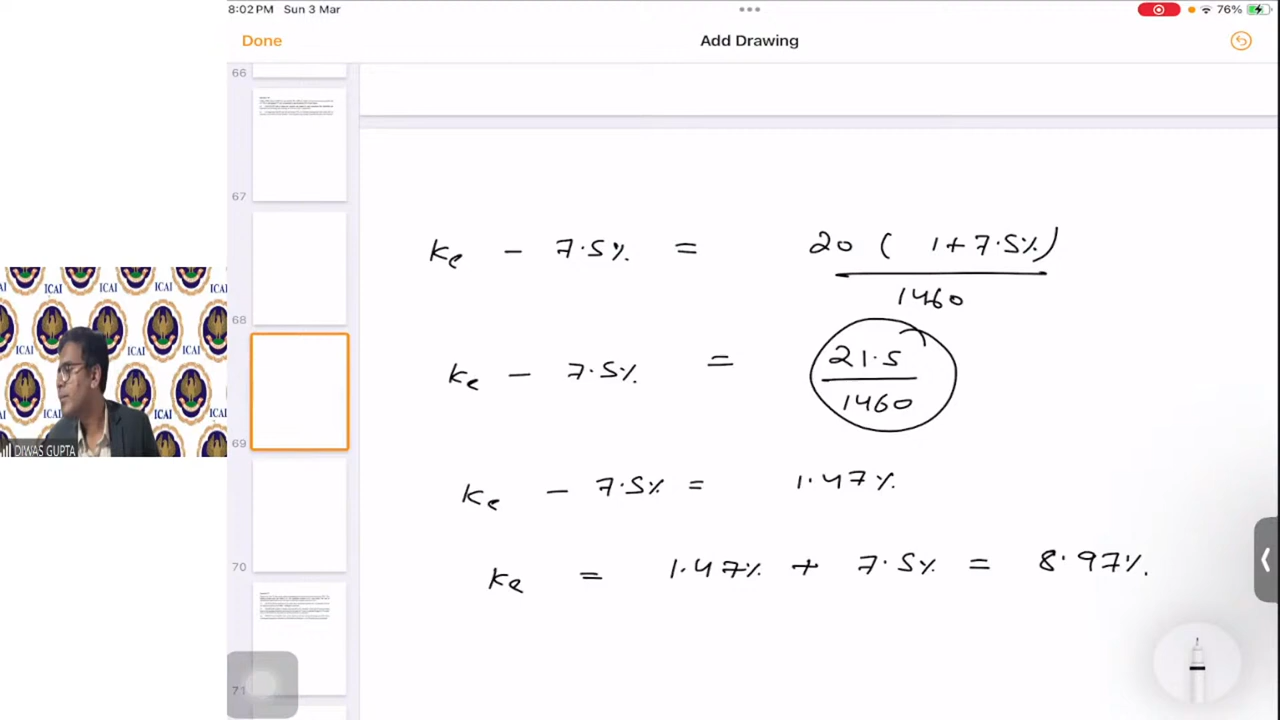 8:02 PM Sun 3 Mar
76%
Done
Add Drawing
66
67
68
69
70
71
Ke - 7.5% = 20 ( 1 + 7.5%)
1460
Ke - 7.5% = 21.5
1460
Ke - 7.5% = 1.47%
Ke = 1.47% + 7.5% = 8.97%.
ICAI
ICAI
ICAI
DIWAS GUPTA